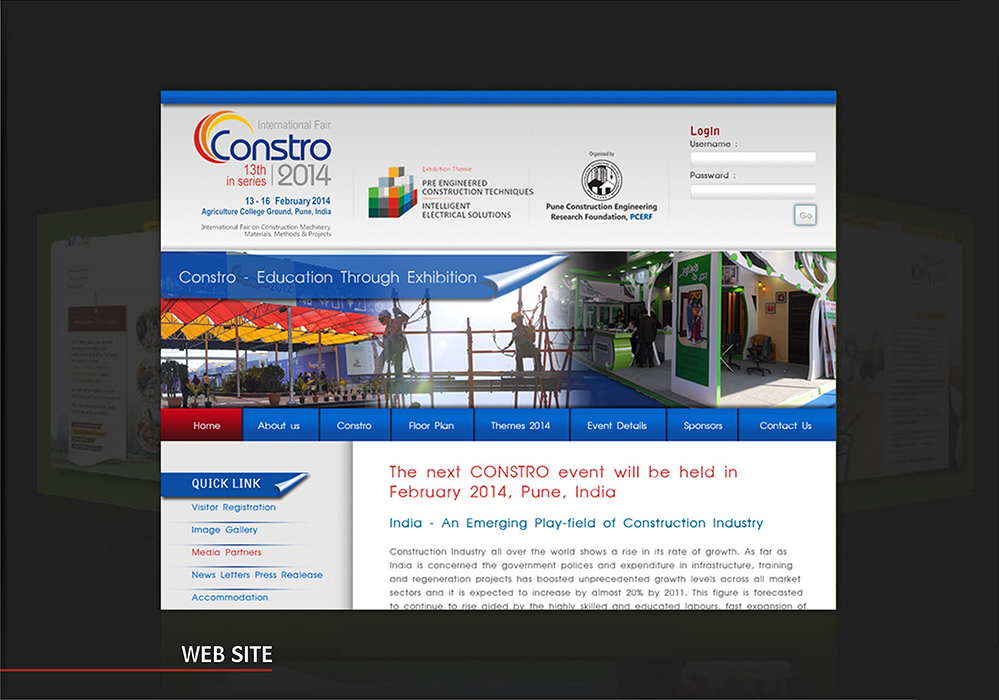 International Fair
Constro
13th
in series
2014
13 - 16 February 2014
Agriculture College Ground, Pune, India
International Fair on Construction Machinery,
Materials, Methods & Projects
Exhibition Theme
PRE ENGINEERED
CONSTRUCTION TECHNIQUES
INTELLIGENT
ELECTRICAL SOLUTIONS
Organised by
Pune Construction Engineering
Research Foundation, PCERF
LogIn
Username :
Password :
Go
Constro - Education Through Exhibition
Home
About us
Constro
Floor Plan
Themes 2014
Event Details
Sponsors
Contact Us
QUICK LINK
Visitor Registration
Image Gallery
Media Partners
News Letters Press Realease
Accommodation
The next CONSTRO event will be held in
February 2014, Pune, India
India - An Emerging Play-field of Construction Industry
Construction Industry all over the world shows a rise in its rate of growth. As far as
India is concerned the government polices and expenditure in infrastructure, training
and regeneration projects has boosted unprecedented growth levels across all market
sectors and it is expected to increase by almost 20% by 2011. This figure is forecasted
to continue to rise aided by the highly skilled and educated labours, fast expansion of
WEB SITE